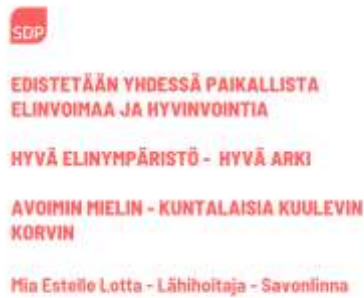 SDP
EDISTETÄÄN YHDESSÄ PAIKALLISTA
ELINVOIMAA JA HYVINVOINTIA
HYVÄ ELINYMPÄRISTÖ - HYVÄ ARKI
AVOIMIN MIELIN - KUNTALAISIA KUULEVIN
KORVIN
Mia Estelle Lotta - Lähihoitaja - Savonlinna